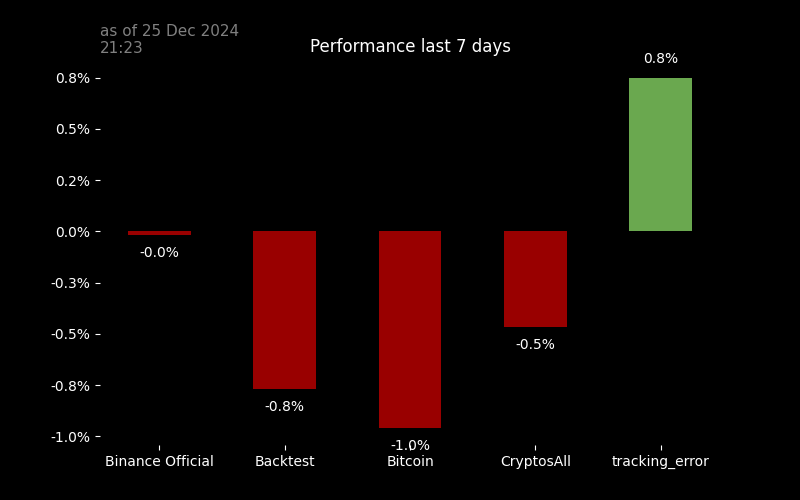 as of 25 Dec 2024
21:23
Performance last 7 days
0.8%
0.8%
0.5%
0.2%
0.0%
-0.0%
-0.3%
-0.5%
-0.5%
-0.8%
-0.8%
-1.0%
-1.0%
Binance Official
Backtest
Bitcoin
CryptosAll
tracking_error